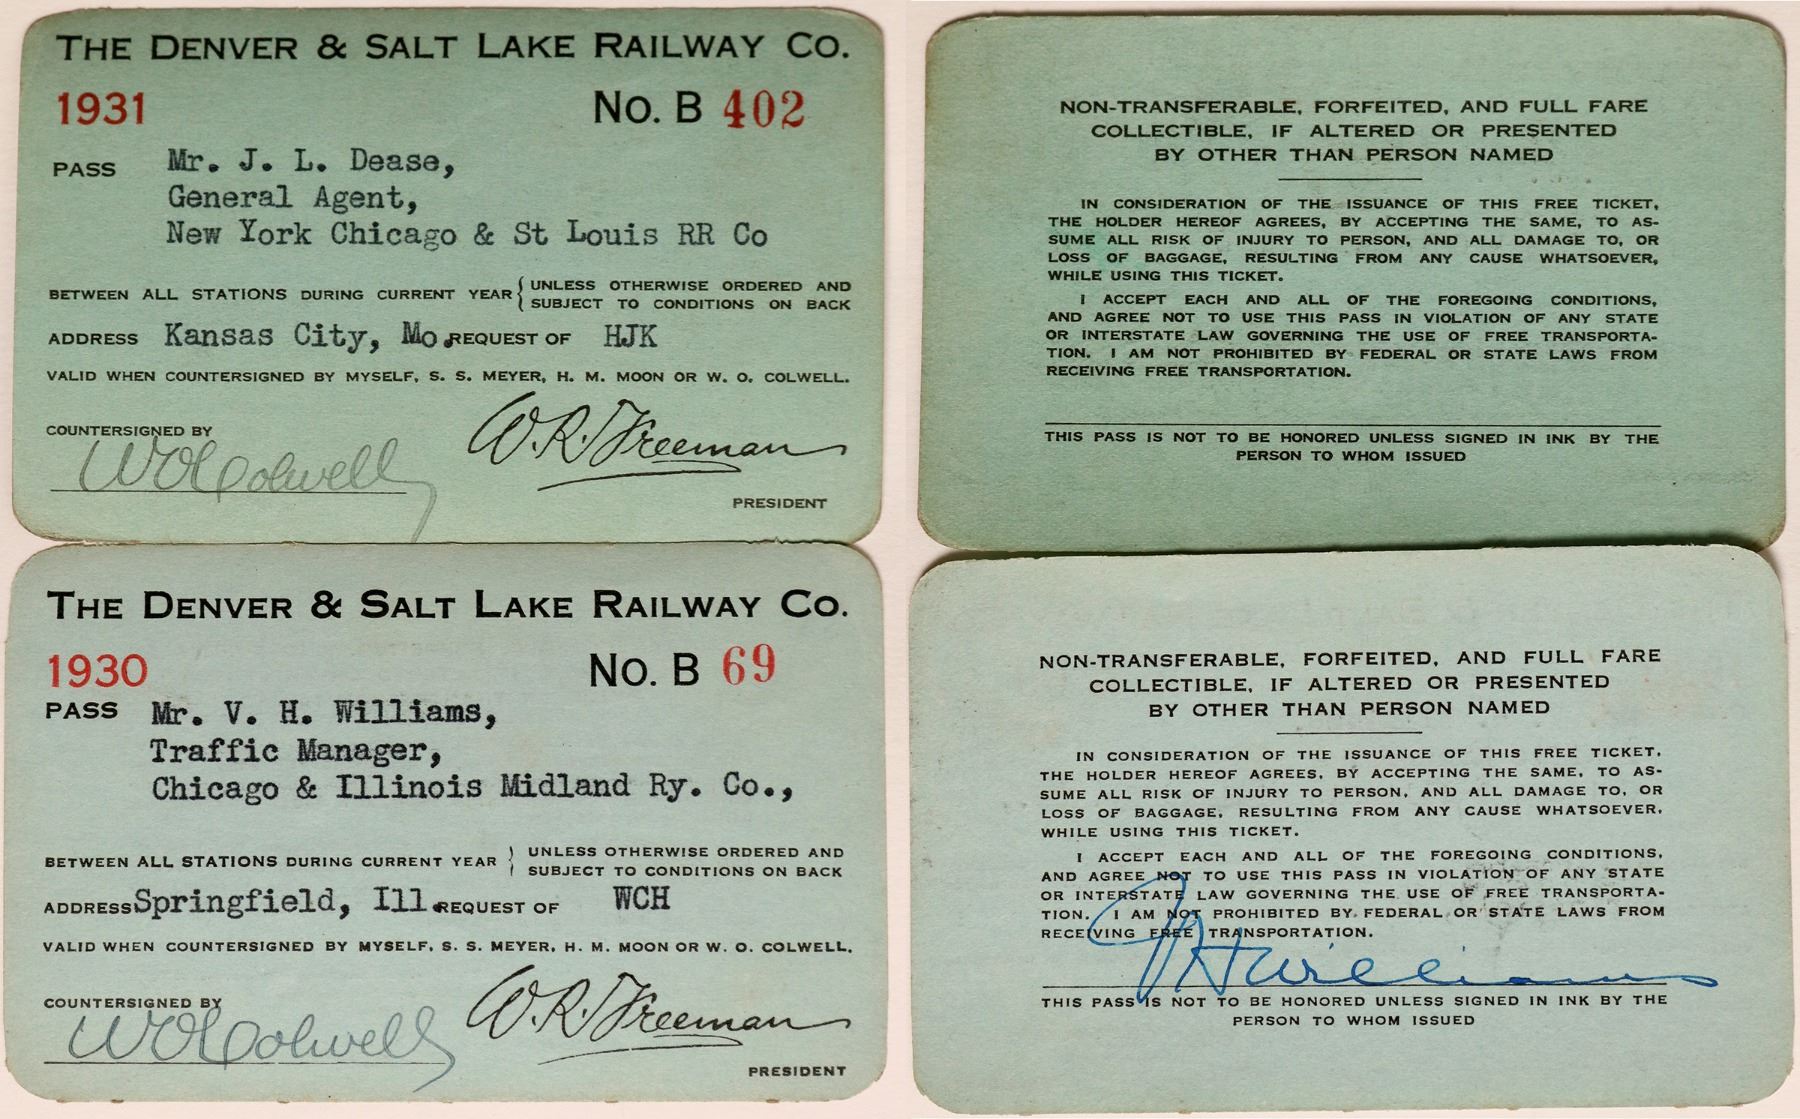 THE DENVER & SALT LAKE RAILWAY CO.
1931 No. B 402
PASS Mr. J. L. Dease,
General Agent,
New York Chicago & St Louis RR Co
BETWEEN ALL STATIONS DURING CURRENT YEAR { UNLESS OTHERWISE ORDERED AND
SUBJECT TO CONDITIONS ON BACK
ADDRESS Kansas City, Mo. REQUEST OF HJK
VALID WHEN COUNTERSIGNED BY MYSELF, S. S. MEYER, H. M. MOON OR W. O. COLWELL.
COUNTERSIGNED BY
W O Colwell W. R. Freeman
PRESIDENT
NON-TRANSFERABLE, FORFEITED, AND FULL FARE
COLLECTIBLE, IF ALTERED OR PRESENTED
BY OTHER THAN PERSON NAMED
IN CONSIDERATION OF THE ISSUANCE OF THIS FREE TICKET,
THE HOLDER HEREOF AGREES, BY ACCEPTING THE SAME, TO AS-
SUME ALL RISK OF INJURY TO PERSON, AND ALL DAMAGE TO, OR
LOSS OF BAGGAGE, RESULTING FROM ANY CAUSE WHATSOEVER,
WHILE USING THIS TICKET.
I ACCEPT EACH AND ALL OF THE FOREGOING CONDITIONS,
AND AGREE NOT TO USE THIS PASS IN VIOLATION OF ANY STATE
OR INTERSTATE LAW GOVERNING THE USE OF FREE TRANSPORTA-
TION. I AM NOT PROHIBITED BY FEDERAL OR STATE LAWS FROM
RECEIVING FREE TRANSPORTATION.
THIS PASS IS NOT TO BE HONORED UNLESS SIGNED IN INK BY THE
PERSON TO WHOM ISSUED
THE DENVER & SALT LAKE RAILWAY CO.
1930 No. B 69
PASS Mr. V. H. Williams,
Traffic Manager,
Chicago & Illinois Midland Ry. Co.,
BETWEEN ALL STATIONS DURING CURRENT YEAR } UNLESS OTHERWISE ORDERED AND
SUBJECT TO CONDITIONS ON BACK
ADDRESS Springfield, Ill. REQUEST OF WCH
VALID WHEN COUNTERSIGNED BY MYSELF, S. S. MEYER, H. M. MOON OR W. O. COLWELL.
COUNTERSIGNED BY
W O Colwell W. R. Freeman
PRESIDENT
NON-TRANSFERABLE, FORFEITED, AND FULL FARE
COLLECTIBLE, IF ALTERED OR PRESENTED
BY OTHER THAN PERSON NAMED
IN CONSIDERATION OF THE ISSUANCE OF THIS FREE TICKET,
THE HOLDER HEREOF AGREES, BY ACCEPTING THE SAME, TO AS-
SUME ALL RISK OF INJURY TO PERSON, AND ALL DAMAGE TO, OR
LOSS OF BAGGAGE, RESULTING FROM ANY CAUSE WHATSOEVER,
WHILE USING THIS TICKET.
I ACCEPT EACH AND ALL OF THE FOREGOING CONDITIONS,
AND AGREE NOT TO USE THIS PASS IN VIOLATION OF ANY STATE
OR INTERSTATE LAW GOVERNING THE USE OF FREE TRANSPORTA-
TION. I AM NOT PROHIBITED BY FEDERAL OR STATE LAWS FROM
RECEIVING FREE TRANSPORTATION.
V H Williams
THIS PASS IS NOT TO BE HONORED UNLESS SIGNED IN INK BY THE
PERSON TO WHOM ISSUED